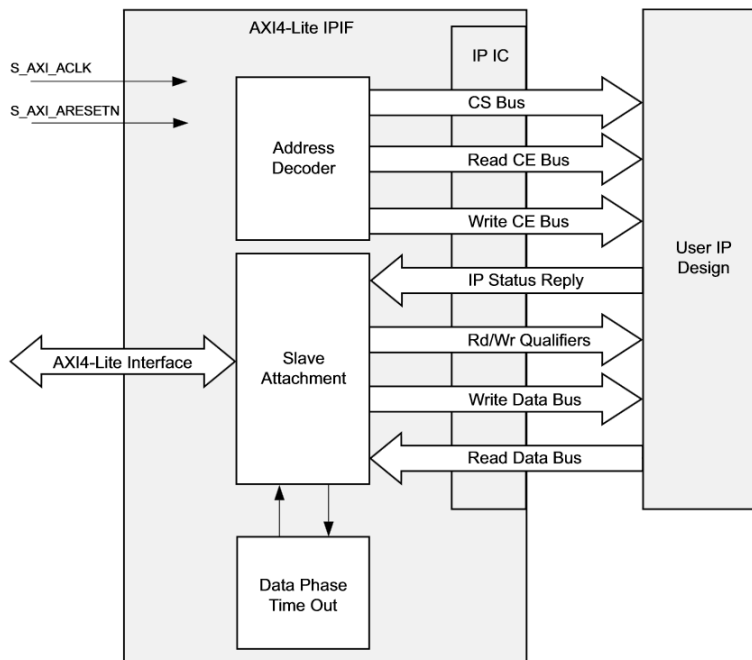 AXI4-Lite IPIF
IP IC
S_AXI_ACLK
S_AXI_ARESETN
CS Bus
Address
Decoder
Read CE Bus
Write CE Bus
User IP
Design
IP Status Reply
Rd/Wr Qualifiers
AXI4-Lite Interface
Slave
Attachment
Write Data Bus
Read Data Bus
Data Phase
Time Out